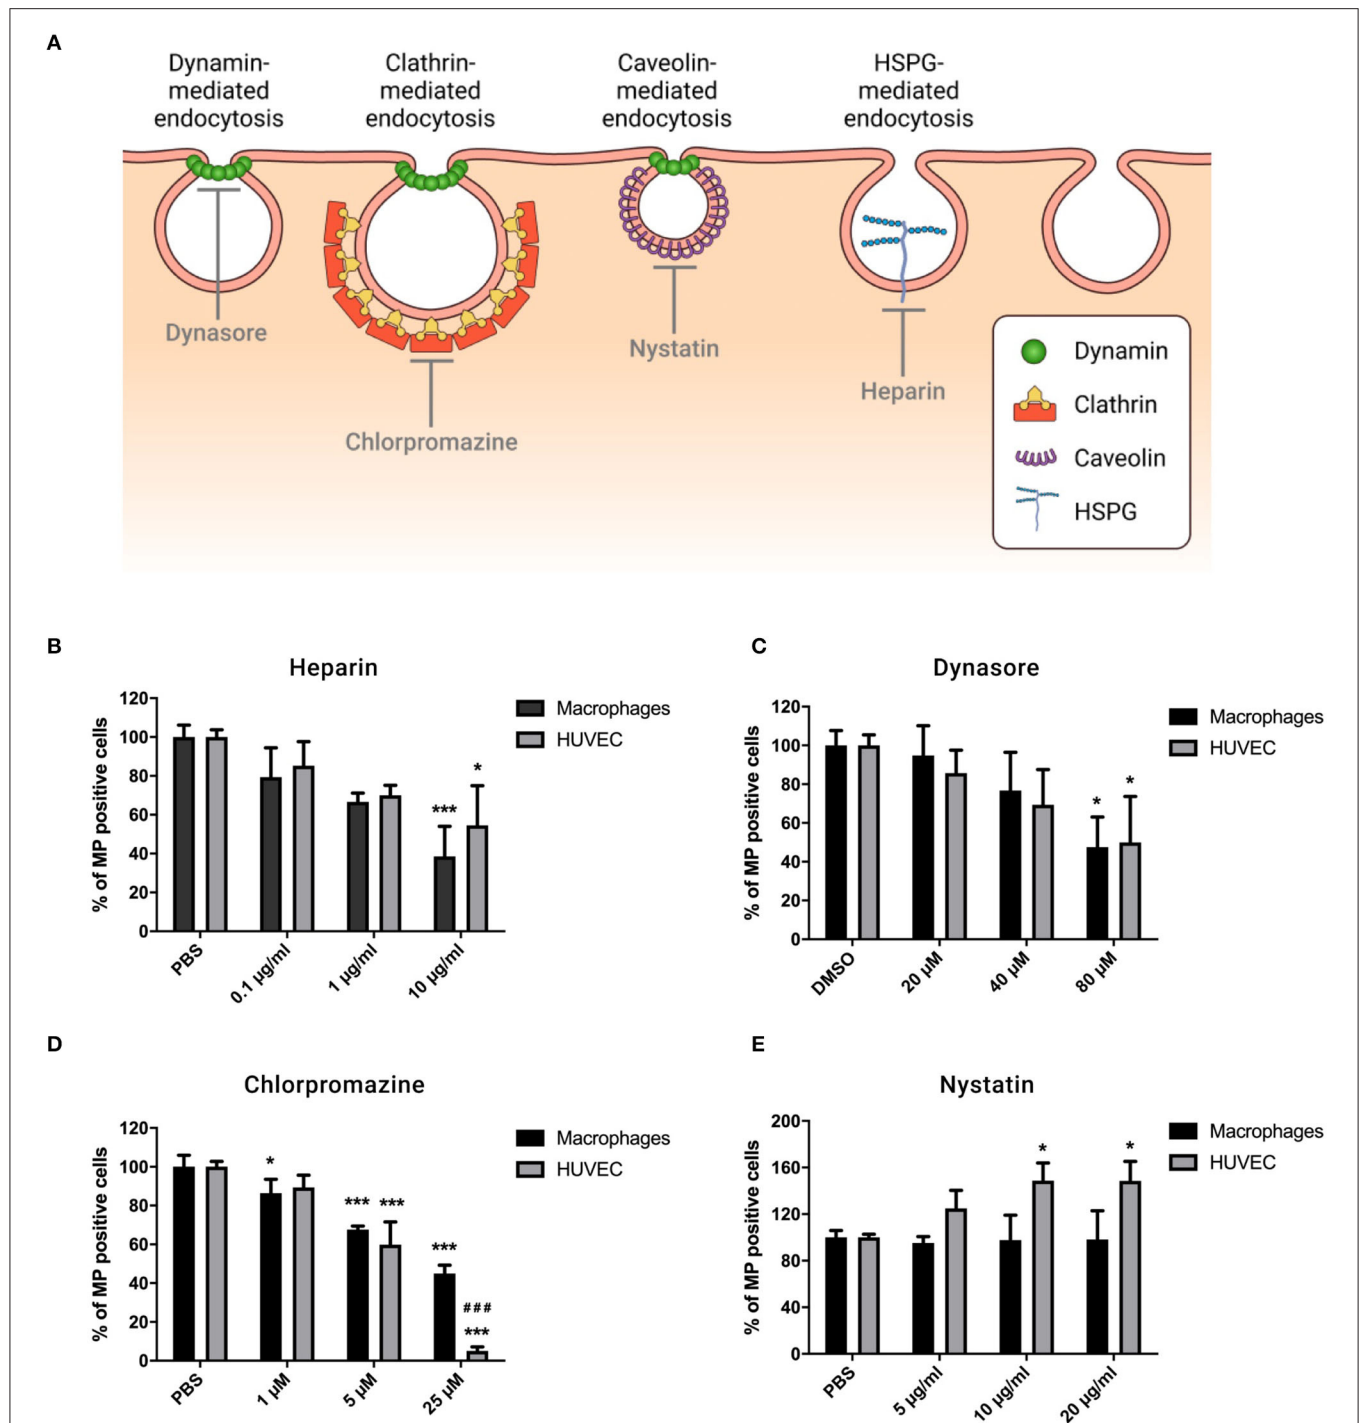 A
Dynamin-
mediated
endocytosis
Clathrin-
mediated
endocytosis
Caveolin-
mediated
endocytosis
HSPG-
mediated
endocytosis
Dynasore
Chlorpromazine
Nystatin
Heparin
Dynamin
Clathrin
Caveolin
HSPG
B
Heparin
% of MP positive cells
120
100
80
60
40
20
0
PBS
0.1 µg/ml
1 µg/ml
10 µg/ml
***
*
Macrophages
HUVEC
C
Dynasore
% of MP positive cells
120
100
80
60
40
20
0
DMSO
20 µM
40 µM
80 µM
*
*
Macrophages
HUVEC
D
Chlorpromazine
% of MP positive cells
120
100
80
60
40
20
0
PBS
1 µM
5 µM
25 µM
*
***
***
***
###
***
Macrophages
HUVEC
E
Nystatin
% of MP positive cells
200
160
120
80
40
0
PBS
5 µg/ml
10 µg/ml
20 µg/ml
*
*
Macrophages
HUVEC